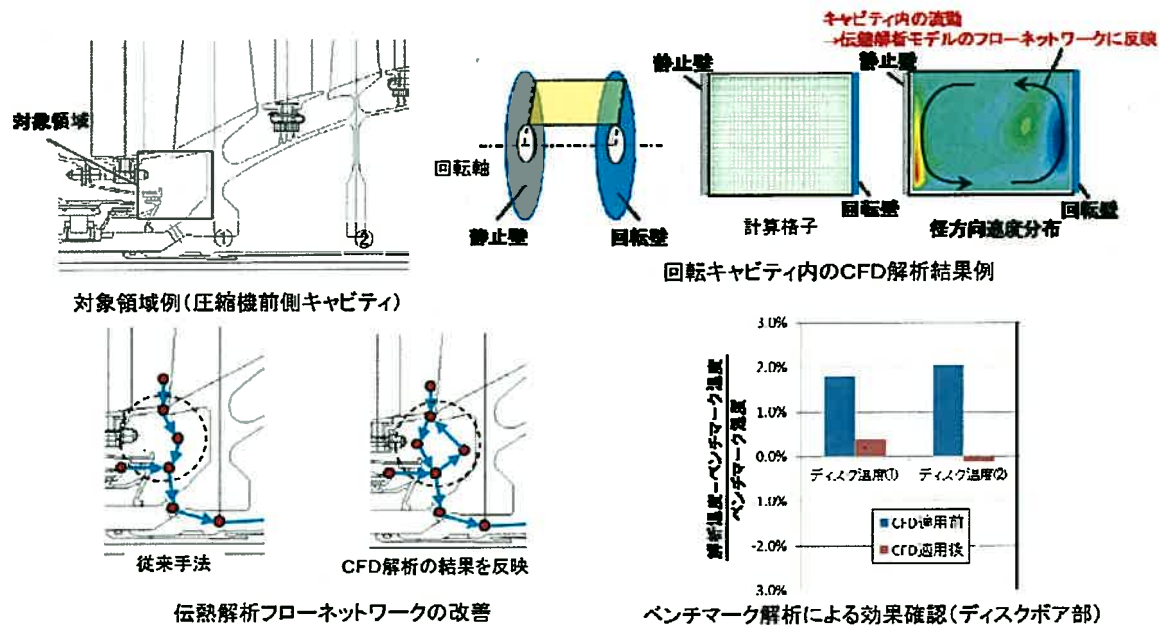 対象領域
①
②
対象領域例(圧縮機前側キャビティ)
キャビティ内の流動
→伝熱解析モデルのフローネットワークに反映
静止壁
静止壁
回転軸
静止壁
回転壁
計算格子
回転壁
径方向速度分布
回転壁
回転キャビティ内のCFD解析結果例
従来手法
CFD解析の結果を反映
伝熱解析フローネットワークの改善
解析温度-ベンチマーク温度
ベンチマーク温度
3.0%
2.0%
1.0%
0.0%
1.0%
-2.0%
3.0%
ディスク温度①
ディスク温度②
CFD適用前
CFD適用後
ベンチマーク解析による効果確認(ディスクボア部)